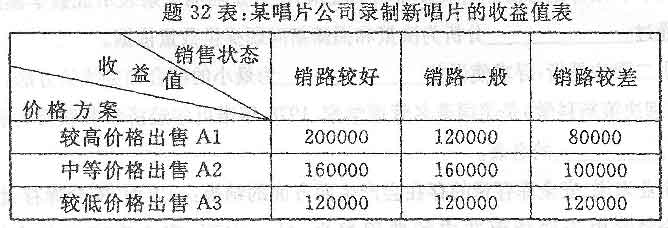 题 32 表:某唱片公司录制新唱片的收益值表
收 益 值 销售状态 价格方案 销路较好 销路一般 销路较差
较高价格出售 A1 200000 120000 80000
中等价格出售 A2 160000 160000 100000
较低价格出售 A3 120000 120000 120000